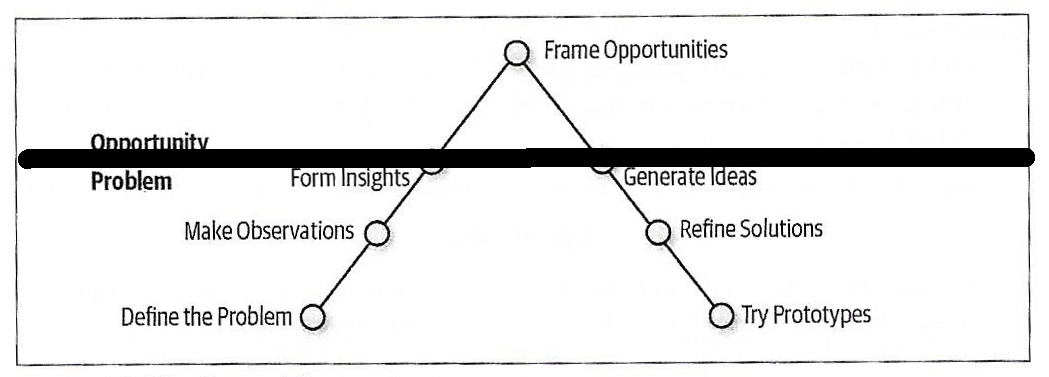 Frame Opportunities
Opportunity
Problem
Form Insights
Generate Ideas
Make Observations
Refine Solutions
Define the Problem
Try Prototypes